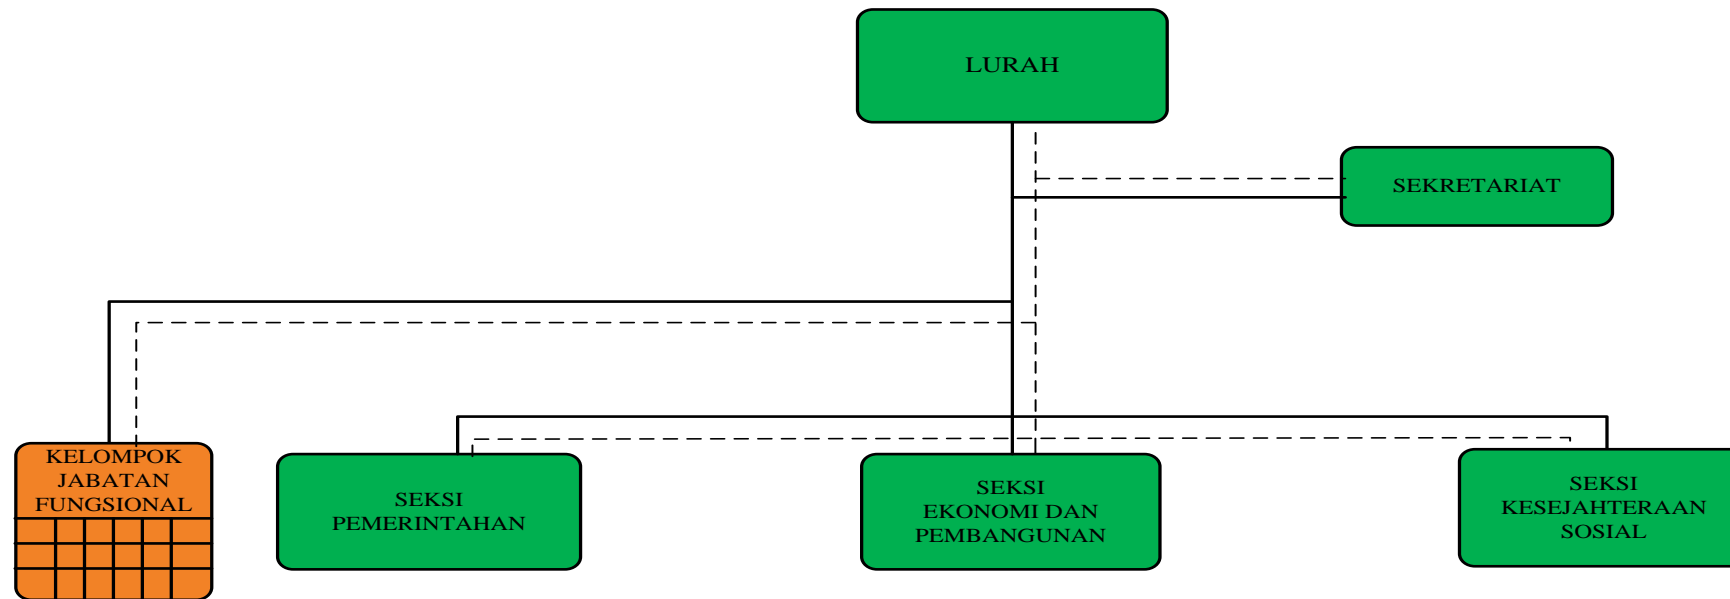 LURAH
SEKRETARIAT
KELOMPOK
JABATAN
FUNGSIONAL
SEKSI
PEMERINTAHAN
SEKSI
EKONOMI DAN
PEMBANGUNAN
SEKSI
KESEJAHTERAAN
SOSIAL